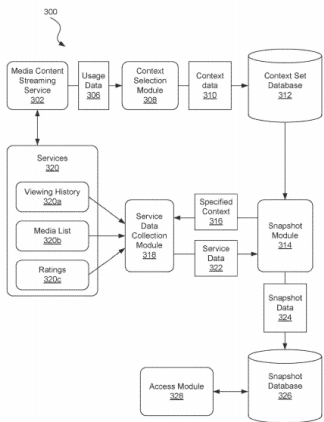 300
Media Content
Streaming
Service
302
Usage
Data
306
Context
Selection
Module
308
Context
data
310
Context Set
Database
312
Services
320
Viewing History
320a
Media List
320b
Ratings
320c
Service
Data
Collection
Module
318
Specified
Context
316
Service
Data
322
Snapshot
Module
314
Snapshot
Data
324
Access Module
328
Snapshot
Database
326